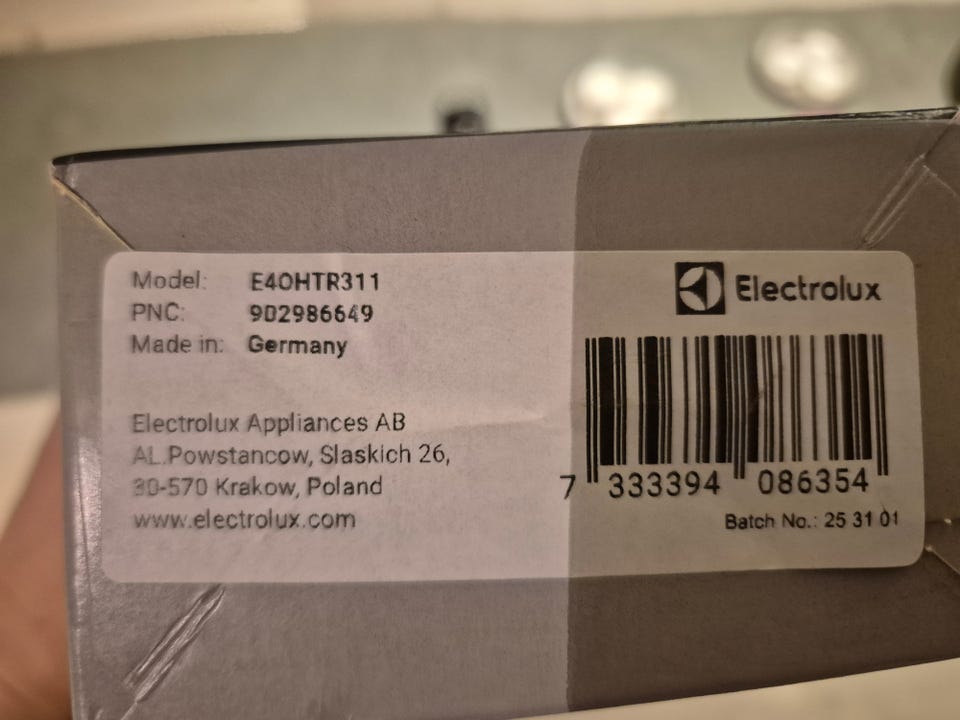 Model: E4OHTR311
PNC: 902986649
Made in: Germany
Electrolux Appliances AB
AL.Powstancow, Slaskich 26,
30-570 Krakow, Poland
www.electrolux.com
Electrolux
7 333394 086354
Batch No.: 25 31 01